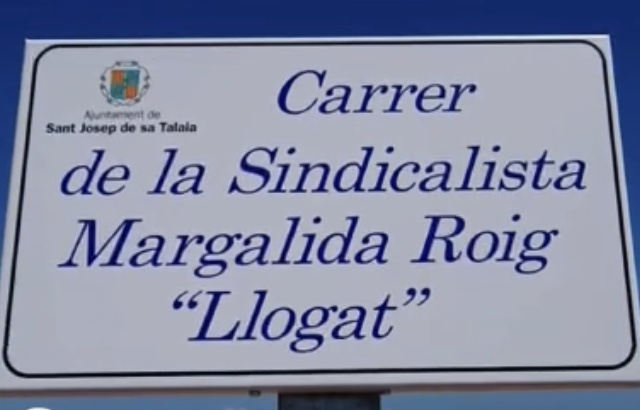 Ajuntament de
Sant Josep de sa Talaia
Carrer
de la Sindicalista
Margalida Roig
“Llogat”